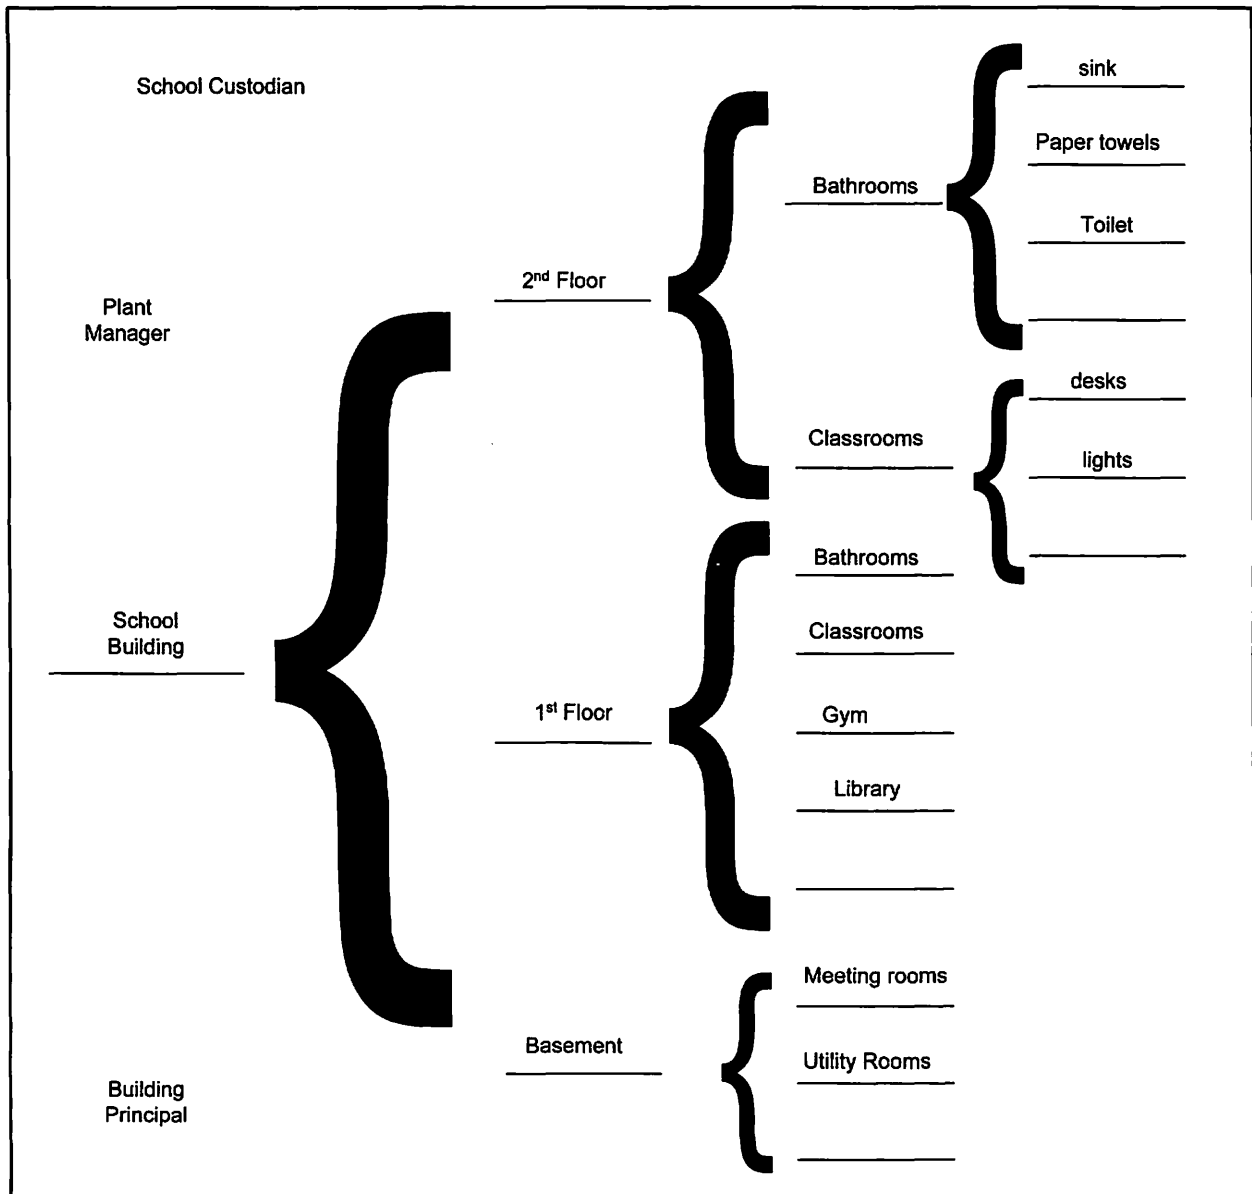 School Custodian
Plant
Manager
School
Building
Building
Principal
2nd Floor
1st Floor
Basement
Bathrooms
Classrooms
Bathrooms
Classrooms
Gym
Library
Meeting rooms
Utility Rooms
sink
Paper towels
Toilet
desks
lights